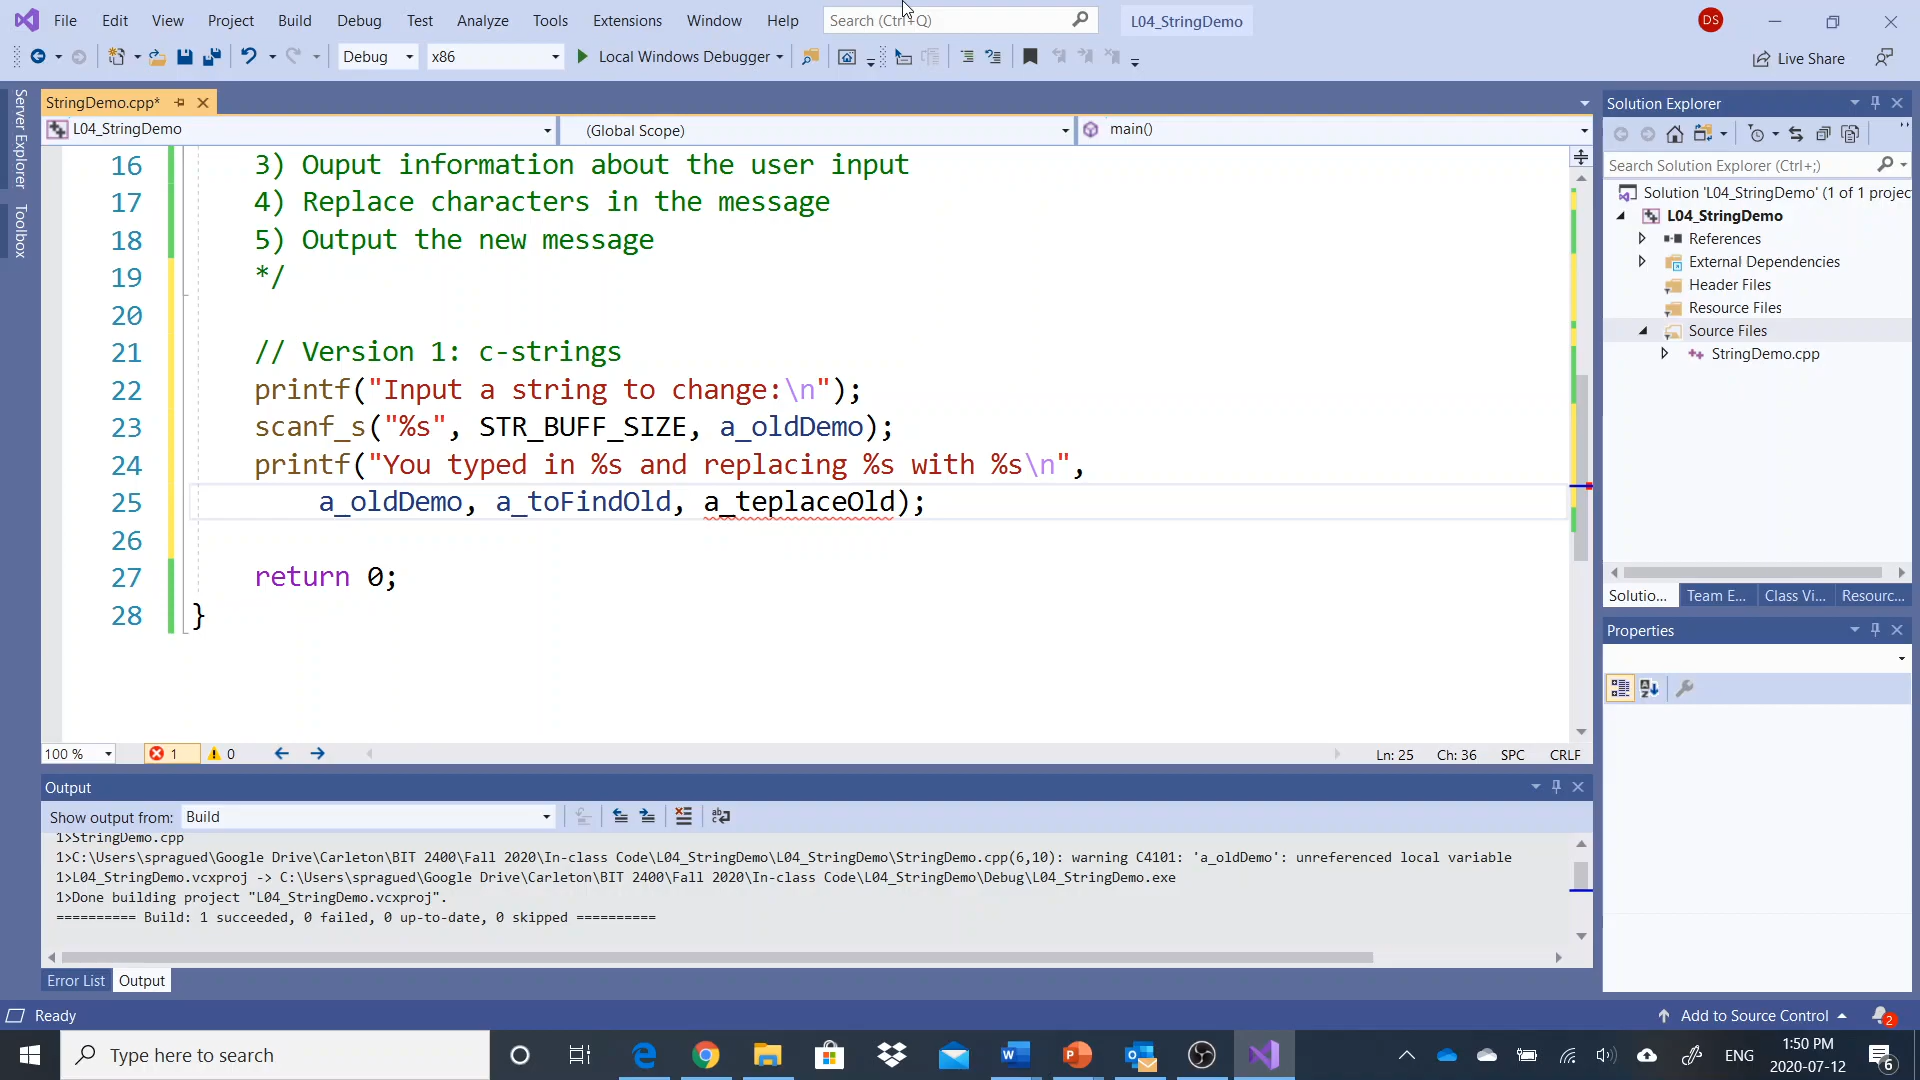 File Edit View Project Build Debug Test Analyze Tools Extensions Window Help Search (Ctrl+Q) L04_StringDemo DS
Debug x86 Local Windows Debugger Live Share
Server Explorer
Toolbox
StringDemo.cpp*
L04_StringDemo (Global Scope) main()
16 3) Ouput information about the user input
17 4) Replace characters in the message
18 5) Output the new message
19 */
20
21 // Version 1: c-strings
22 printf("Input a string to change:\n");
23 scanf_s("%s", STR_BUFF_SIZE, a_oldDemo);
24 printf("You typed in %s and replacing %s with %s\n",
25 a_oldDemo, a_toFindOld, a_teplaceOld);
26
27 return 0;
28 }
100 % 1 0 Ln: 25 Ch: 36 SPC CRLF
Output
Show output from: Build
1>StringDemo.cpp
1>C:\Users\spragued\Google Drive\Carleton\BIT 2400\Fall 2020\In-class Code\L04_StringDemo\L04_StringDemo\StringDemo.cpp(6,10): warning C4101: 'a_oldDemo': unreferenced local variable
1>L04_StringDemo.vcxproj -> C:\Users\spragued\Google Drive\Carleton\BIT 2400\Fall 2020\In-class Code\L04_StringDemo\Debug\L04_StringDemo.exe
1>Done building project "L04_StringDemo.vcxproj".
========== Build: 1 succeeded, 0 failed, 0 up-to-date, 0 skipped ==========
Error List Output
Solution Explorer
Search Solution Explorer (Ctrl+;)
Solution 'L04_StringDemo' (1 of 1 projec
L04_StringDemo
References
External Dependencies
Header Files
Resource Files
Source Files
StringDemo.cpp
Solutio... Team E... Class Vi... Resourc...
Properties
Ready Add to Source Control 2
Type here to search ENG 1:50 PM
2020-07-12 6